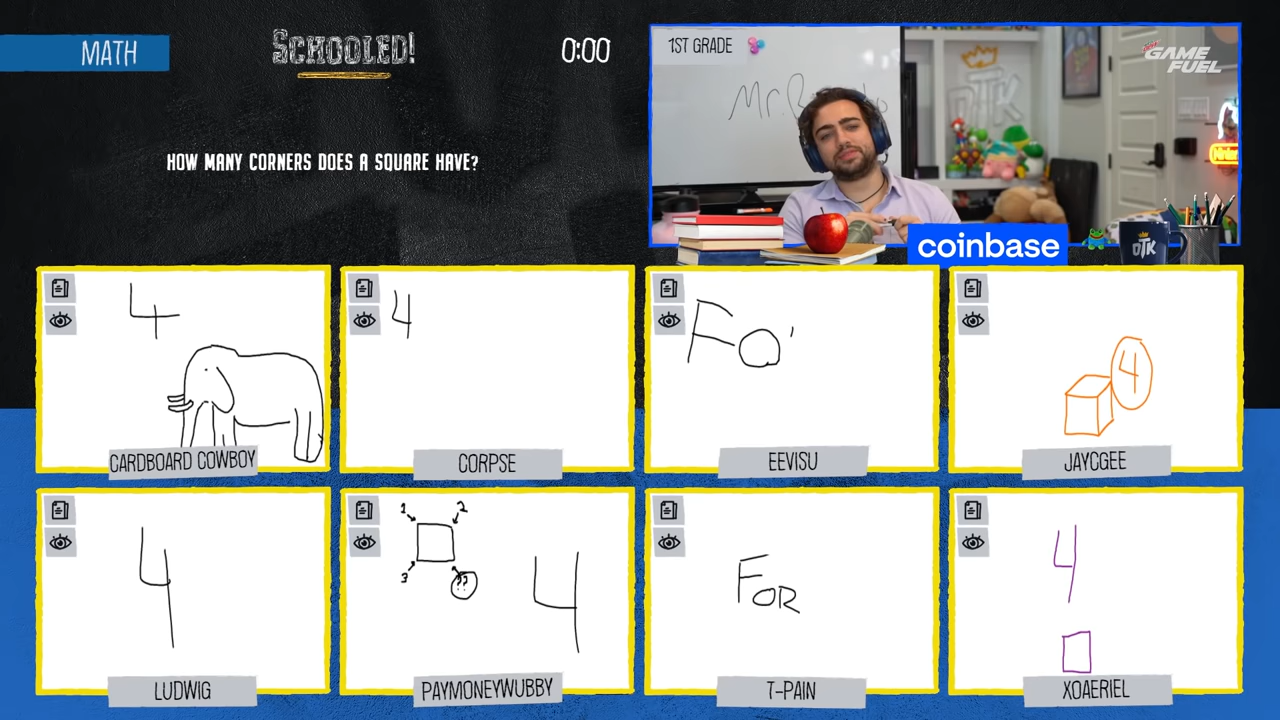 MATH
SCHOOLED!
0:00
1ST GRADE
GAME FUEL
Mr.
DTK
HOW MANY CORNERS DOES A SQUARE HAVE?
coinbase
DTK
4
CARDBOARD COWBOY
4
CORPSE
Fo'
EEVISU
4
JAYCGEE
4
LUDWIG
1 2
3 ??
4
PAYMONEYWUBBY
FOR
T-PAIN
4
XOAERIEL